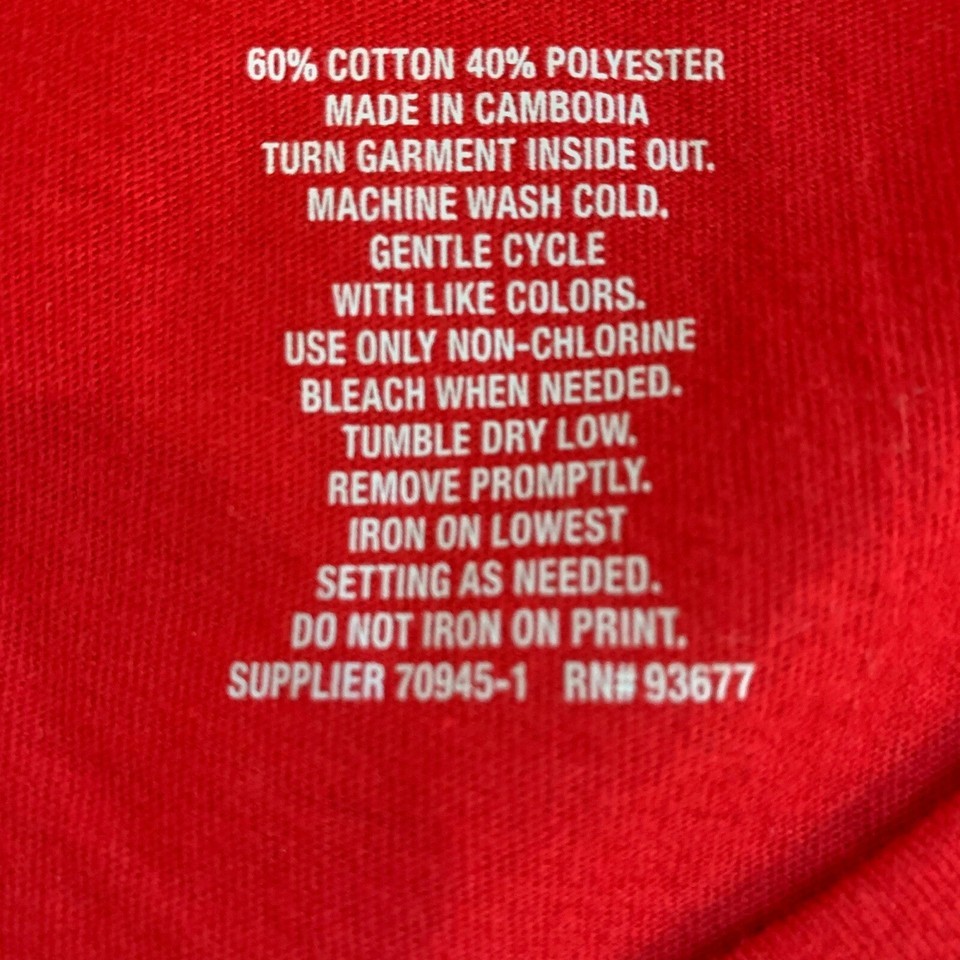 60% COTTON 40% POLYESTER
MADE IN CAMBODIA
TURN GARMENT INSIDE OUT.
MACHINE WASH COLD.
GENTLE CYCLE
WITH LIKE COLORS.
USE ONLY NON-CHLORINE
BLEACH WHEN NEEDED.
TUMBLE DRY LOW.
REMOVE PROMPTLY.
IRON ON LOWEST
SETTING AS NEEDED.
DO NOT IRON ON PRINT.
SUPPLIER 70945-1 RN# 93677